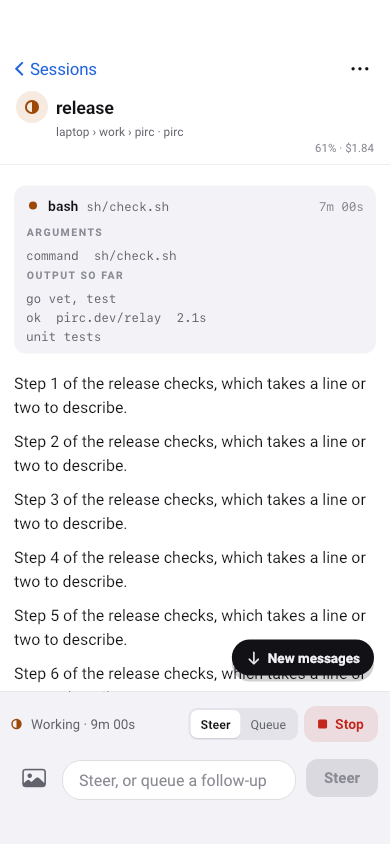 Sessions
release
laptop › work › pirc · pirc
61% · $1.84
bash sh/check.sh 7m 00s
ARGUMENTS
command sh/check.sh
OUTPUT SO FAR
go vet, test
ok pirc.dev/relay 2.1s
unit tests
Step 1 of the release checks, which takes a line or
two to describe.
Step 2 of the release checks, which takes a line or
two to describe.
Step 3 of the release checks, which takes a line or
two to describe.
Step 4 of the release checks, which takes a line or
two to describe.
Step 5 of the release checks, which takes a line or
two to describe.
New messages
Step 6 of the release checks, which takes a line or
Working · 9m 00s
Steer Queue
Stop
Steer, or queue a follow-up
Steer